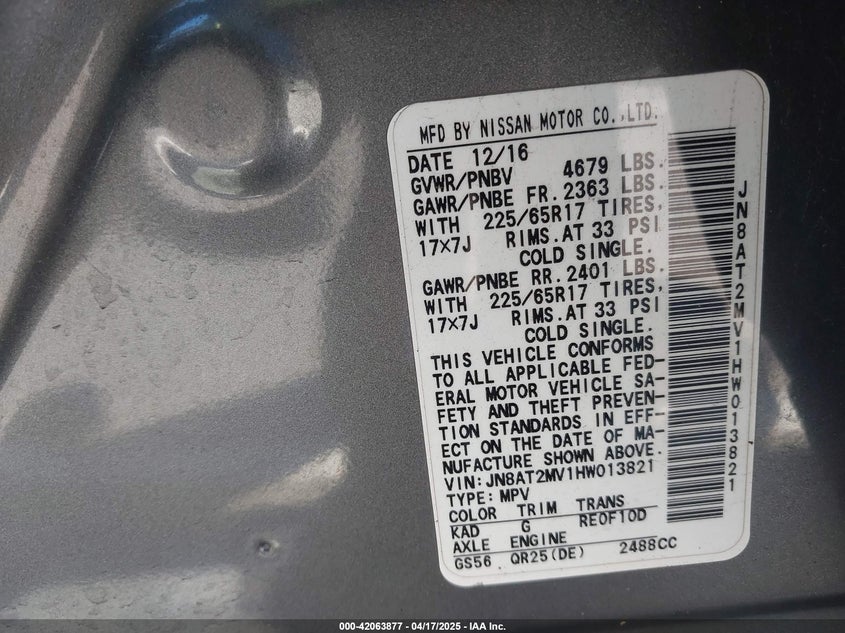 MFD BY NISSAN MOTOR CO.,LTD.
DATE 12/16
GVWR/PNBV 4679 LBS.
GAWR/PNBE FR. 2363 LBS.
WITH 225/65R17 TIRES,
17×7J RIMS.AT 33 PSI
COLD SINGLE.
GAWR/PNBE RR. 2401 LBS.
WITH 225/65R17 TIRES,
17×7J RIMS.AT 33 PSI
COLD SINGLE.
THIS VEHICLE CONFORMS
TO ALL APPLICABLE FED-
ERAL MOTOR VEHICLE SA-
FETY AND THEFT PREVEN-
TION STANDARDS IN EFF-
ECT ON THE DATE OF MA-
NUFACTURE SHOWN ABOVE.
VIN:JN8AT2MV1HW013821
TYPE:MPV
COLOR TRIM TRANS
KAD G RE0F10D
AXLE ENGINE
GS56 QR25(DE) 2488CC
JN8AT2MV1HW013821
000-42063877 - 04/17/2025 - IAA Inc.